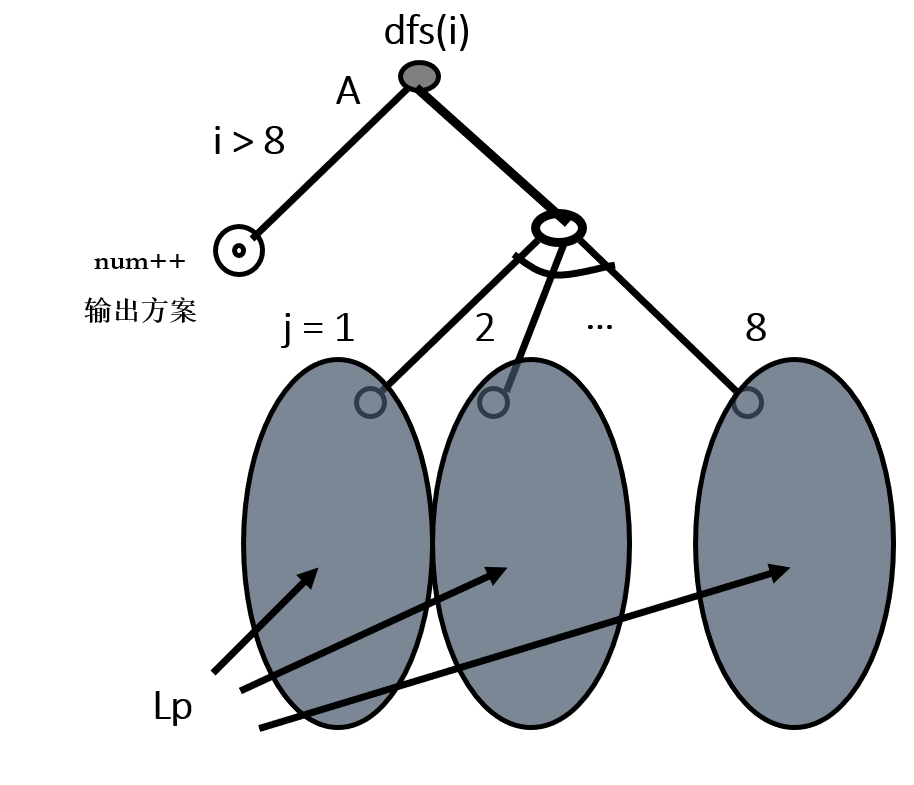 dfs(i)
A
i > 8
num++
输出方案
j = 1
2
...
8
Lp